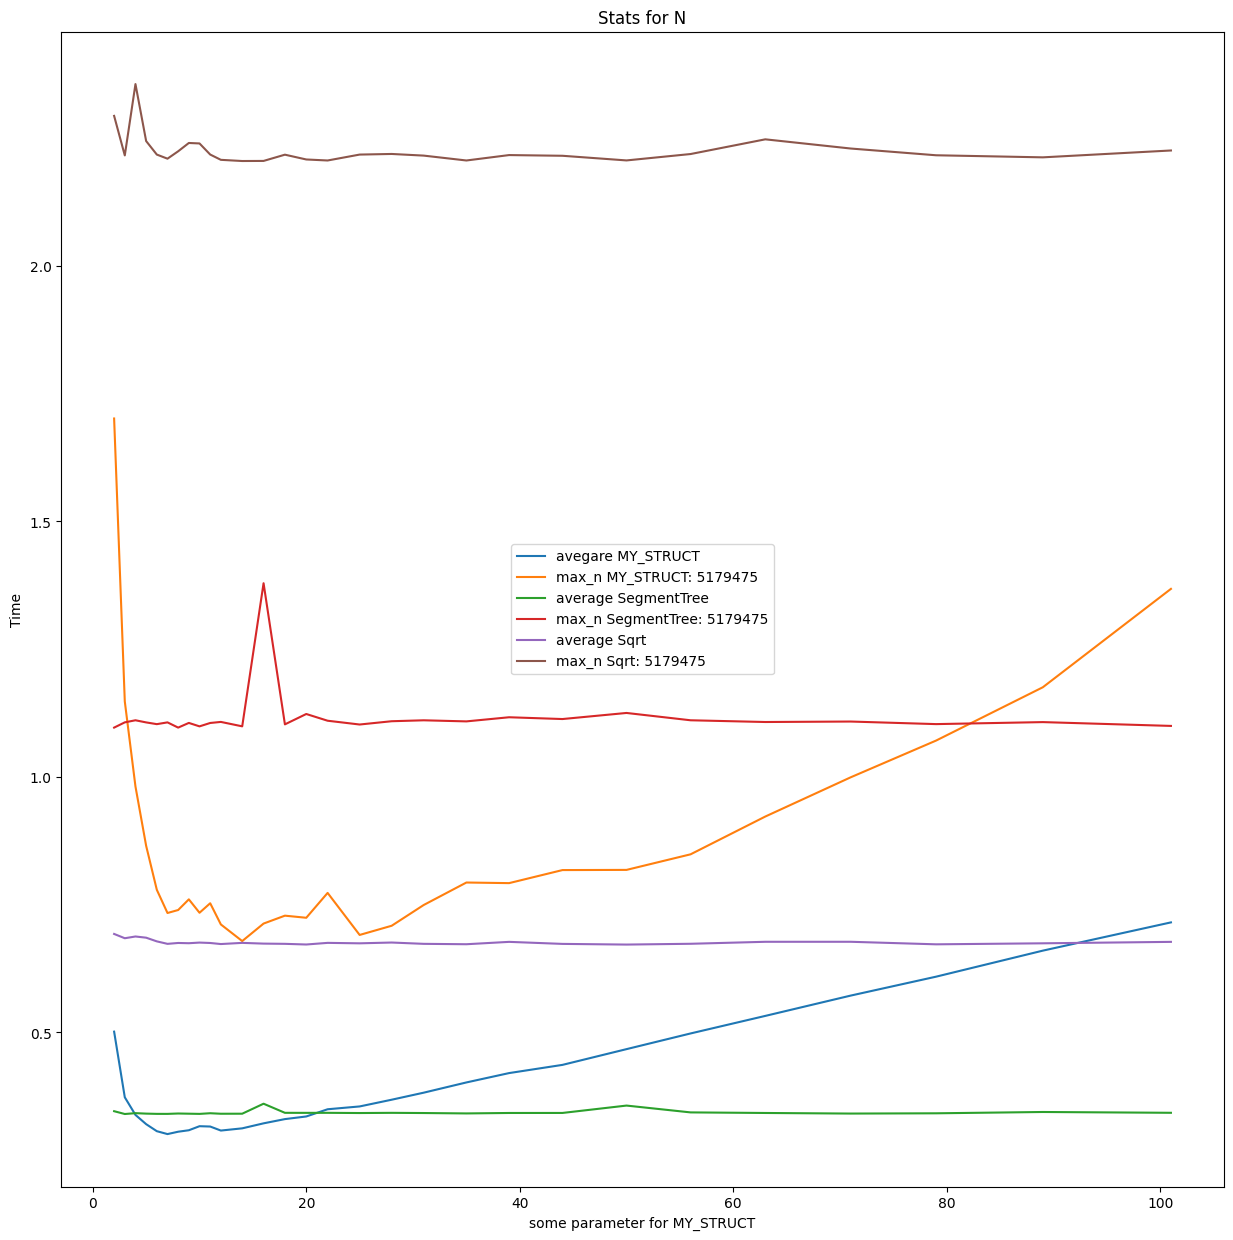 Stats for N
2.0
1.5
1.0
0.5
Time
avegare MY_STRUCT
max_n MY_STRUCT: 5179475
average SegmentTree
max_n SegmentTree: 5179475
average Sqrt
max_n Sqrt: 5179475
0 20 40 60 80 100
some parameter for MY_STRUCT